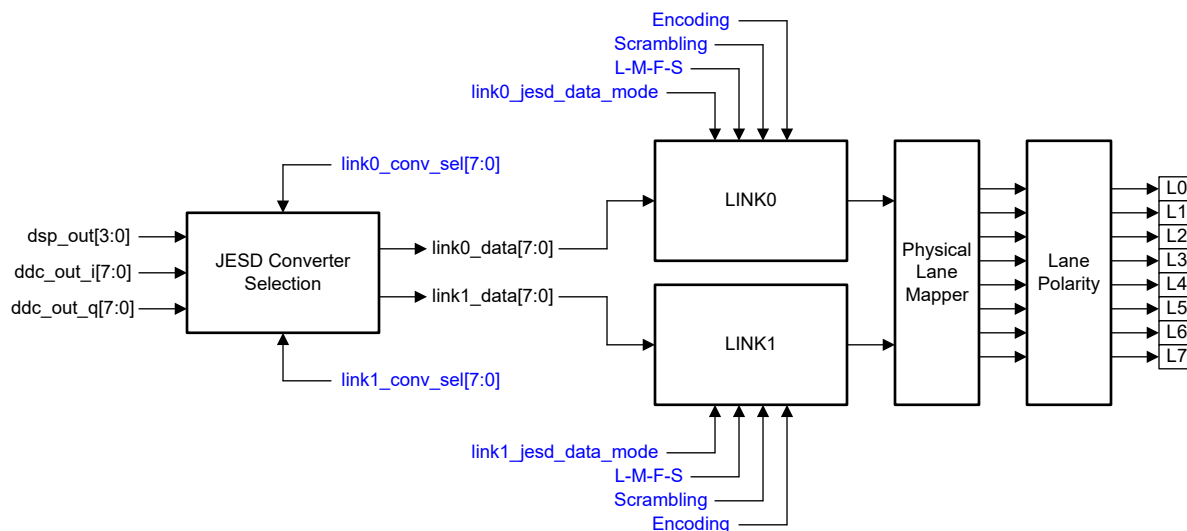 Encoding
Scrambling
L-M-F-S
link0_jesd_data_mode
link0_conv_sel[7:0]
dsp_out[3:0]
ddc_out_i[7:0]
ddc_out_q[7:0]
JESD Converter
Selection
link0_data[7:0]
link1_data[7:0]
link1_conv_sel[7:0]
LINK0
LINK1
link1_jesd_data_mode
L-M-F-S
Scrambling
Encoding
Physical
Lane
Mapper
Lane
Polarity
L0
L1
L2
L3
L4
L5
L6
L7